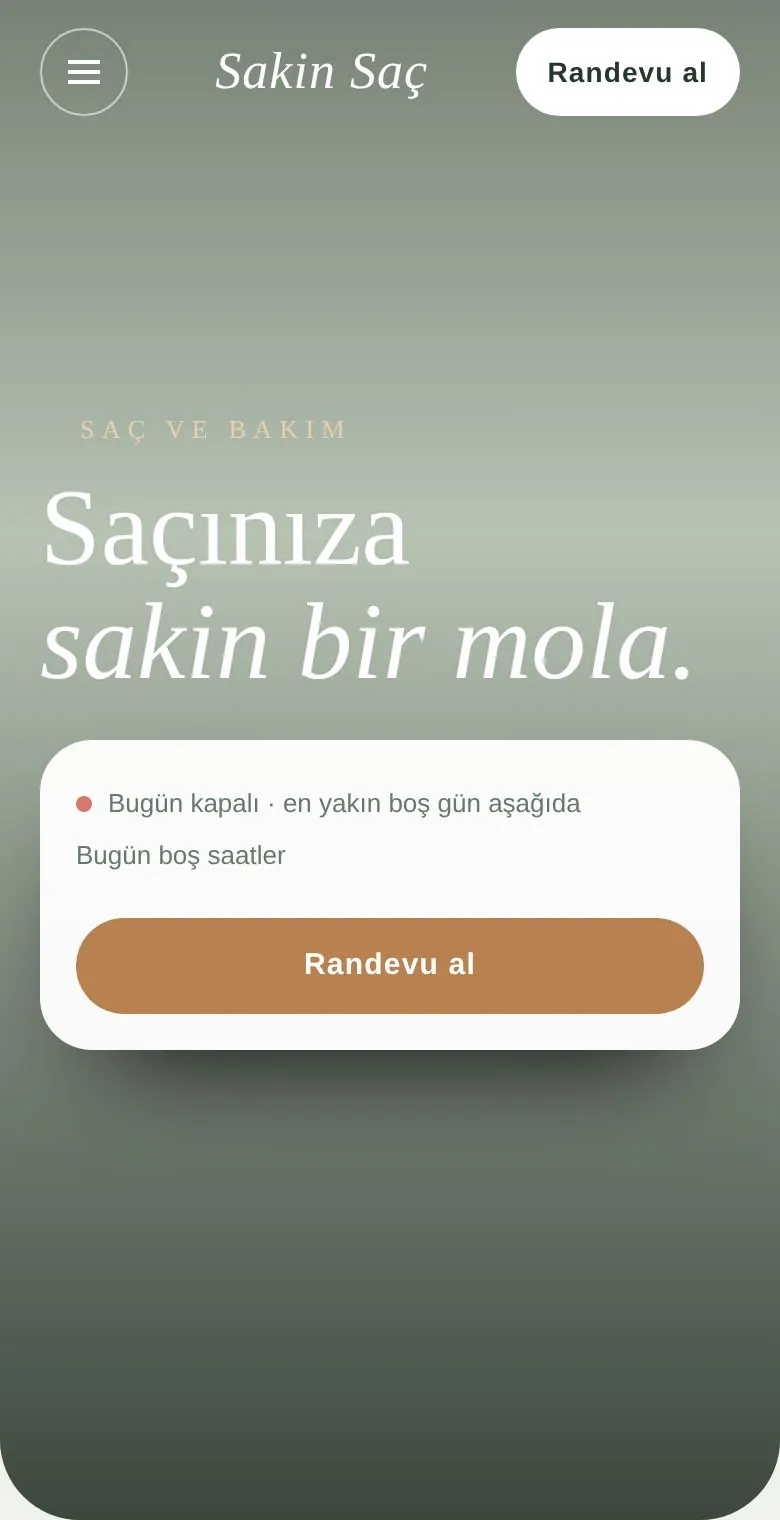 Sakin Saç
Randevu al
SAÇ VE BAKIM
Saçınıza
sakin bir mola.
Bugün kapalı · en yakın boş gün aşağıda
Bugün boş saatler
Randevu al